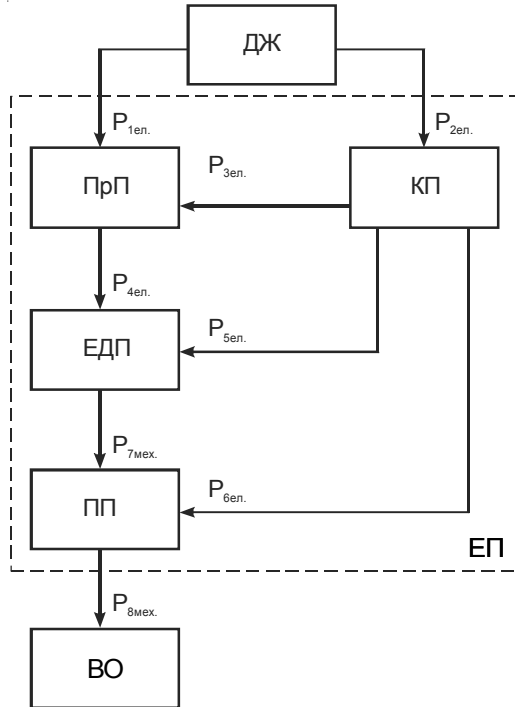 ДЖ
P1ел.
P2ел.
ПрП
P3ел.
КП
P4ел.
ЕДП
P5ел.
P7мех.
ПП
P6ел.
ЕП
P8мех.
ВО